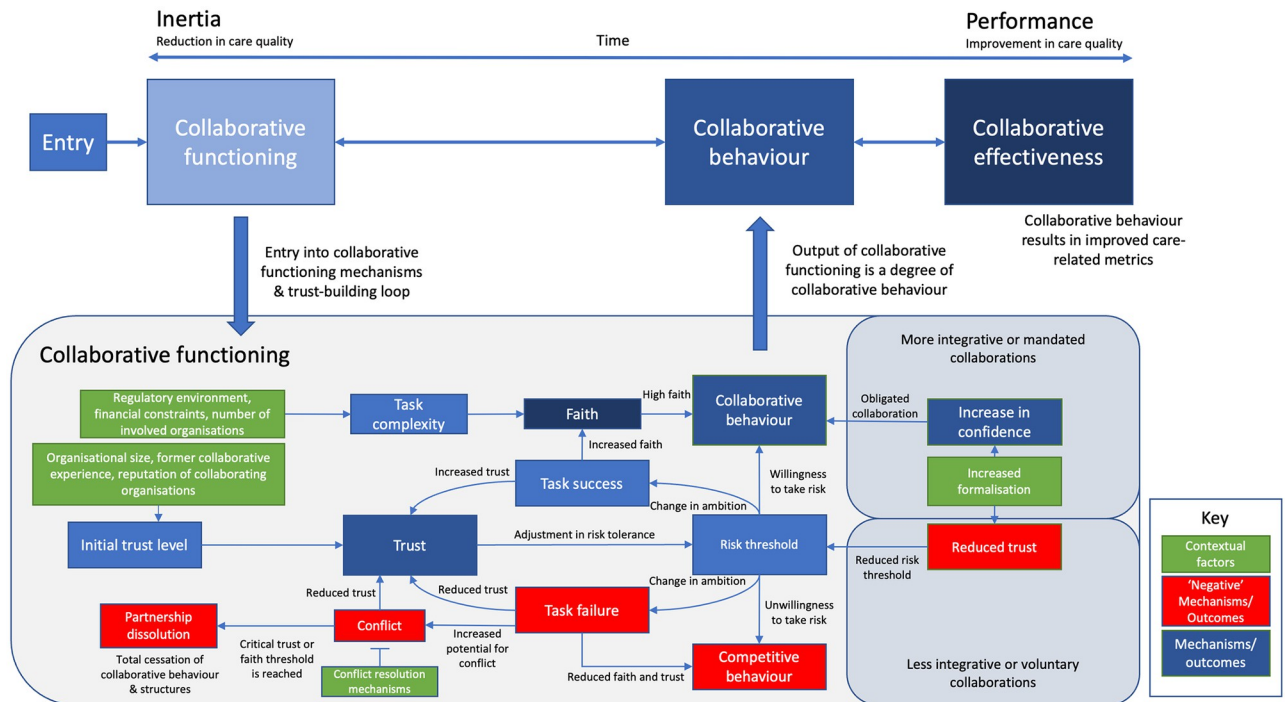 Inertia
Reduction in care quality
Time
Performance
Improvement in care quality
Entry
Collaborative
functioning
Collaborative
behaviour
Collaborative
effectiveness
Entry into collaborative
functioning mechanisms
& trust-building loop
Output of collaborative
functioning is a degree of
collaborative behaviour
Collaborative behaviour
results in improved care-
related metrics
Collaborative functioning
More integrative or mandated
collaborations
Regulatory environment,
financial constraints, number of
involved organisations
Task
complexity
Faith
High faith
Collaborative
behaviour
Obligated
collaboration
Increase in
confidence
Increased faith
Organisational size, former collaborative
experience, reputation of collaborating
organisations
Increased trust
Task success
Willingness
to take risk
Increased
formalisation
Change in ambition
Initial trust level
Trust
Adjustment in risk tolerance
Risk threshold
Reduced risk
threshold
Reduced trust
Change in ambition
Reduced trust
Reduced trust
Task failure
Unwillingness
to take risk
Partnership
dissolution
Conflict
Critical trust or
faith threshold
is reached
Increased
potential for
conflict
Total cessation of
collaborative behaviour
& structures
Conflict resolution
mechanisms
Reduced faith and trust
Competitive
behaviour
Less integrative or voluntary
collaborations
Key
Contextual
factors
‘Negative’
Mechanisms/
Outcomes
Mechanisms/
outcomes